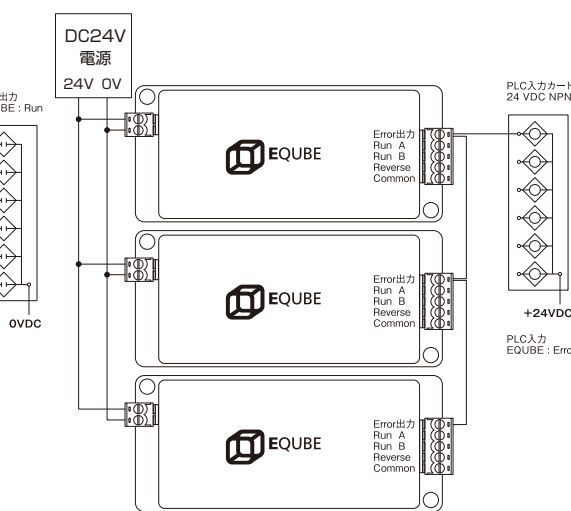 DC24V
電源
24V 0V
出力
BE : Run
0VDC
EQUBE
Error出力
Run A
Run B
Reverse
Common
EQUBE
Error出力
Run A
Run B
Reverse
Common
EQUBE
Error出力
Run A
Run B
Reverse
Common
PLC入力カード
24 VDC NPN
+24VDC
PLC入力
EQUBE : Erro